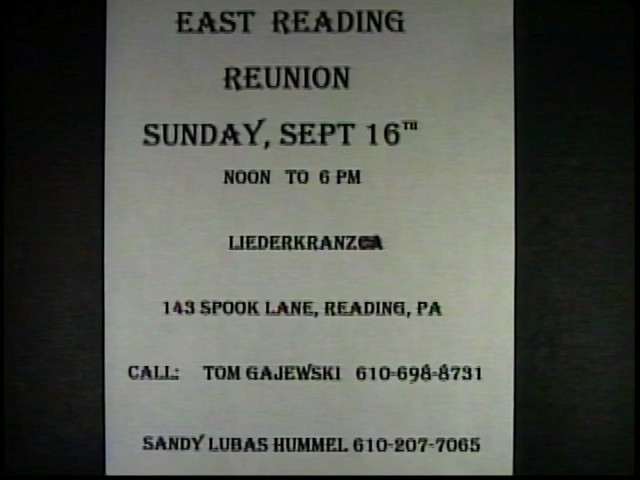 EAST READING
REUNION
SUNDAY, SEPT 16TH
NOON TO 6 PM
LIEDERKRANZ
143 SPOOK LANE, READING, PA
CALL: TOM GAJEWSKI 610-698-8731
SANDY LUBAS HUMMEL 610-207-7065